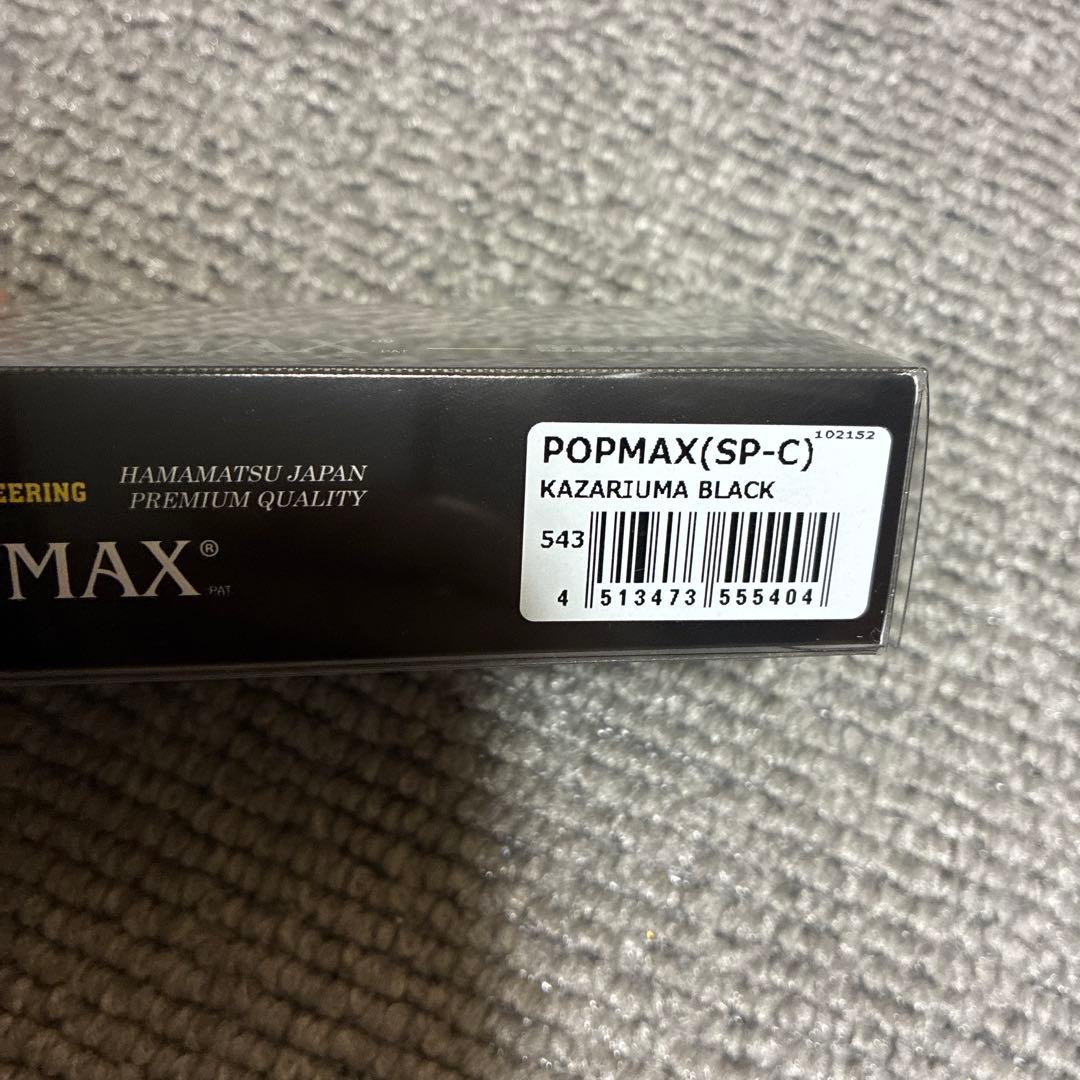 EERING
HAMAMATSU JAPAN
PREMIUM QUALITY
MAX®
PAT.
POPMAX(SP-C)
102152
KAZARIUMA BLACK
543
4 513473 555404